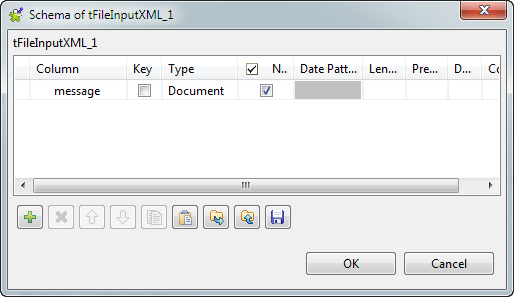 Schema of tFileInputXML_1
tFileInputXML_1
Column Key Type N.. Date Patt... Len... Pre... D... Co
message Document
OK Cancel